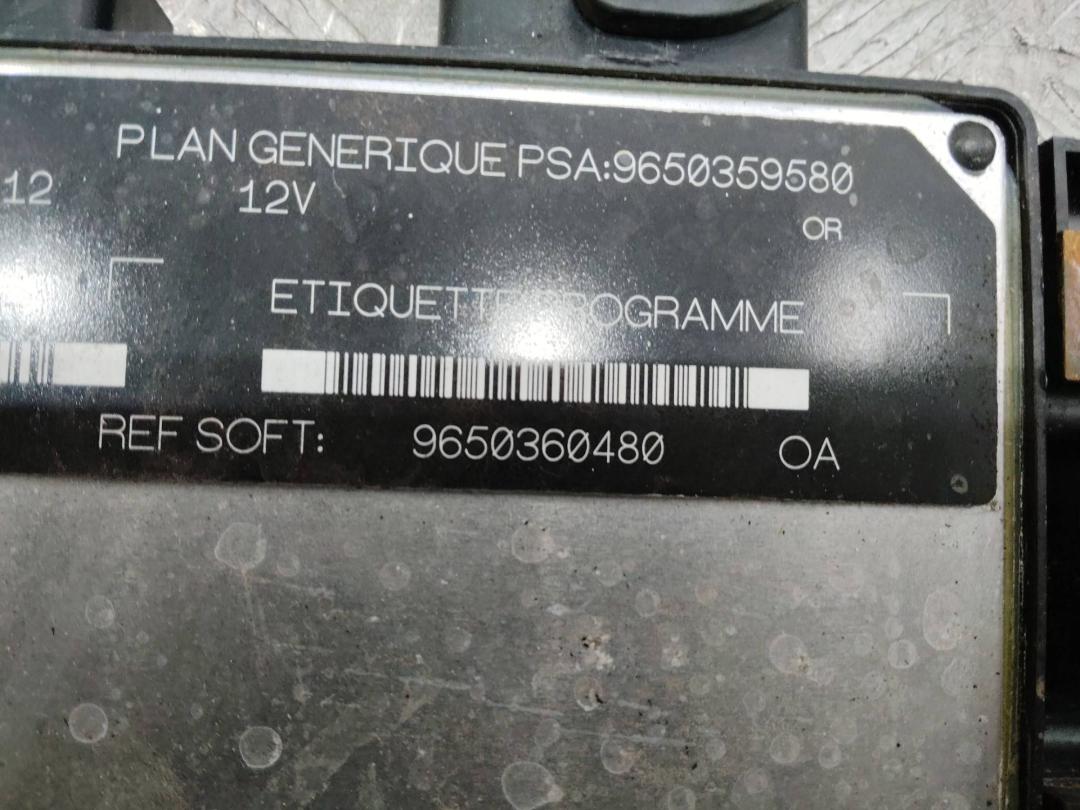 PLAN GENERIQUE PSA:9650359580
12 12V
OR
ETIQUETTE PROGRAMME
REF SOFT: 9650360480 OA